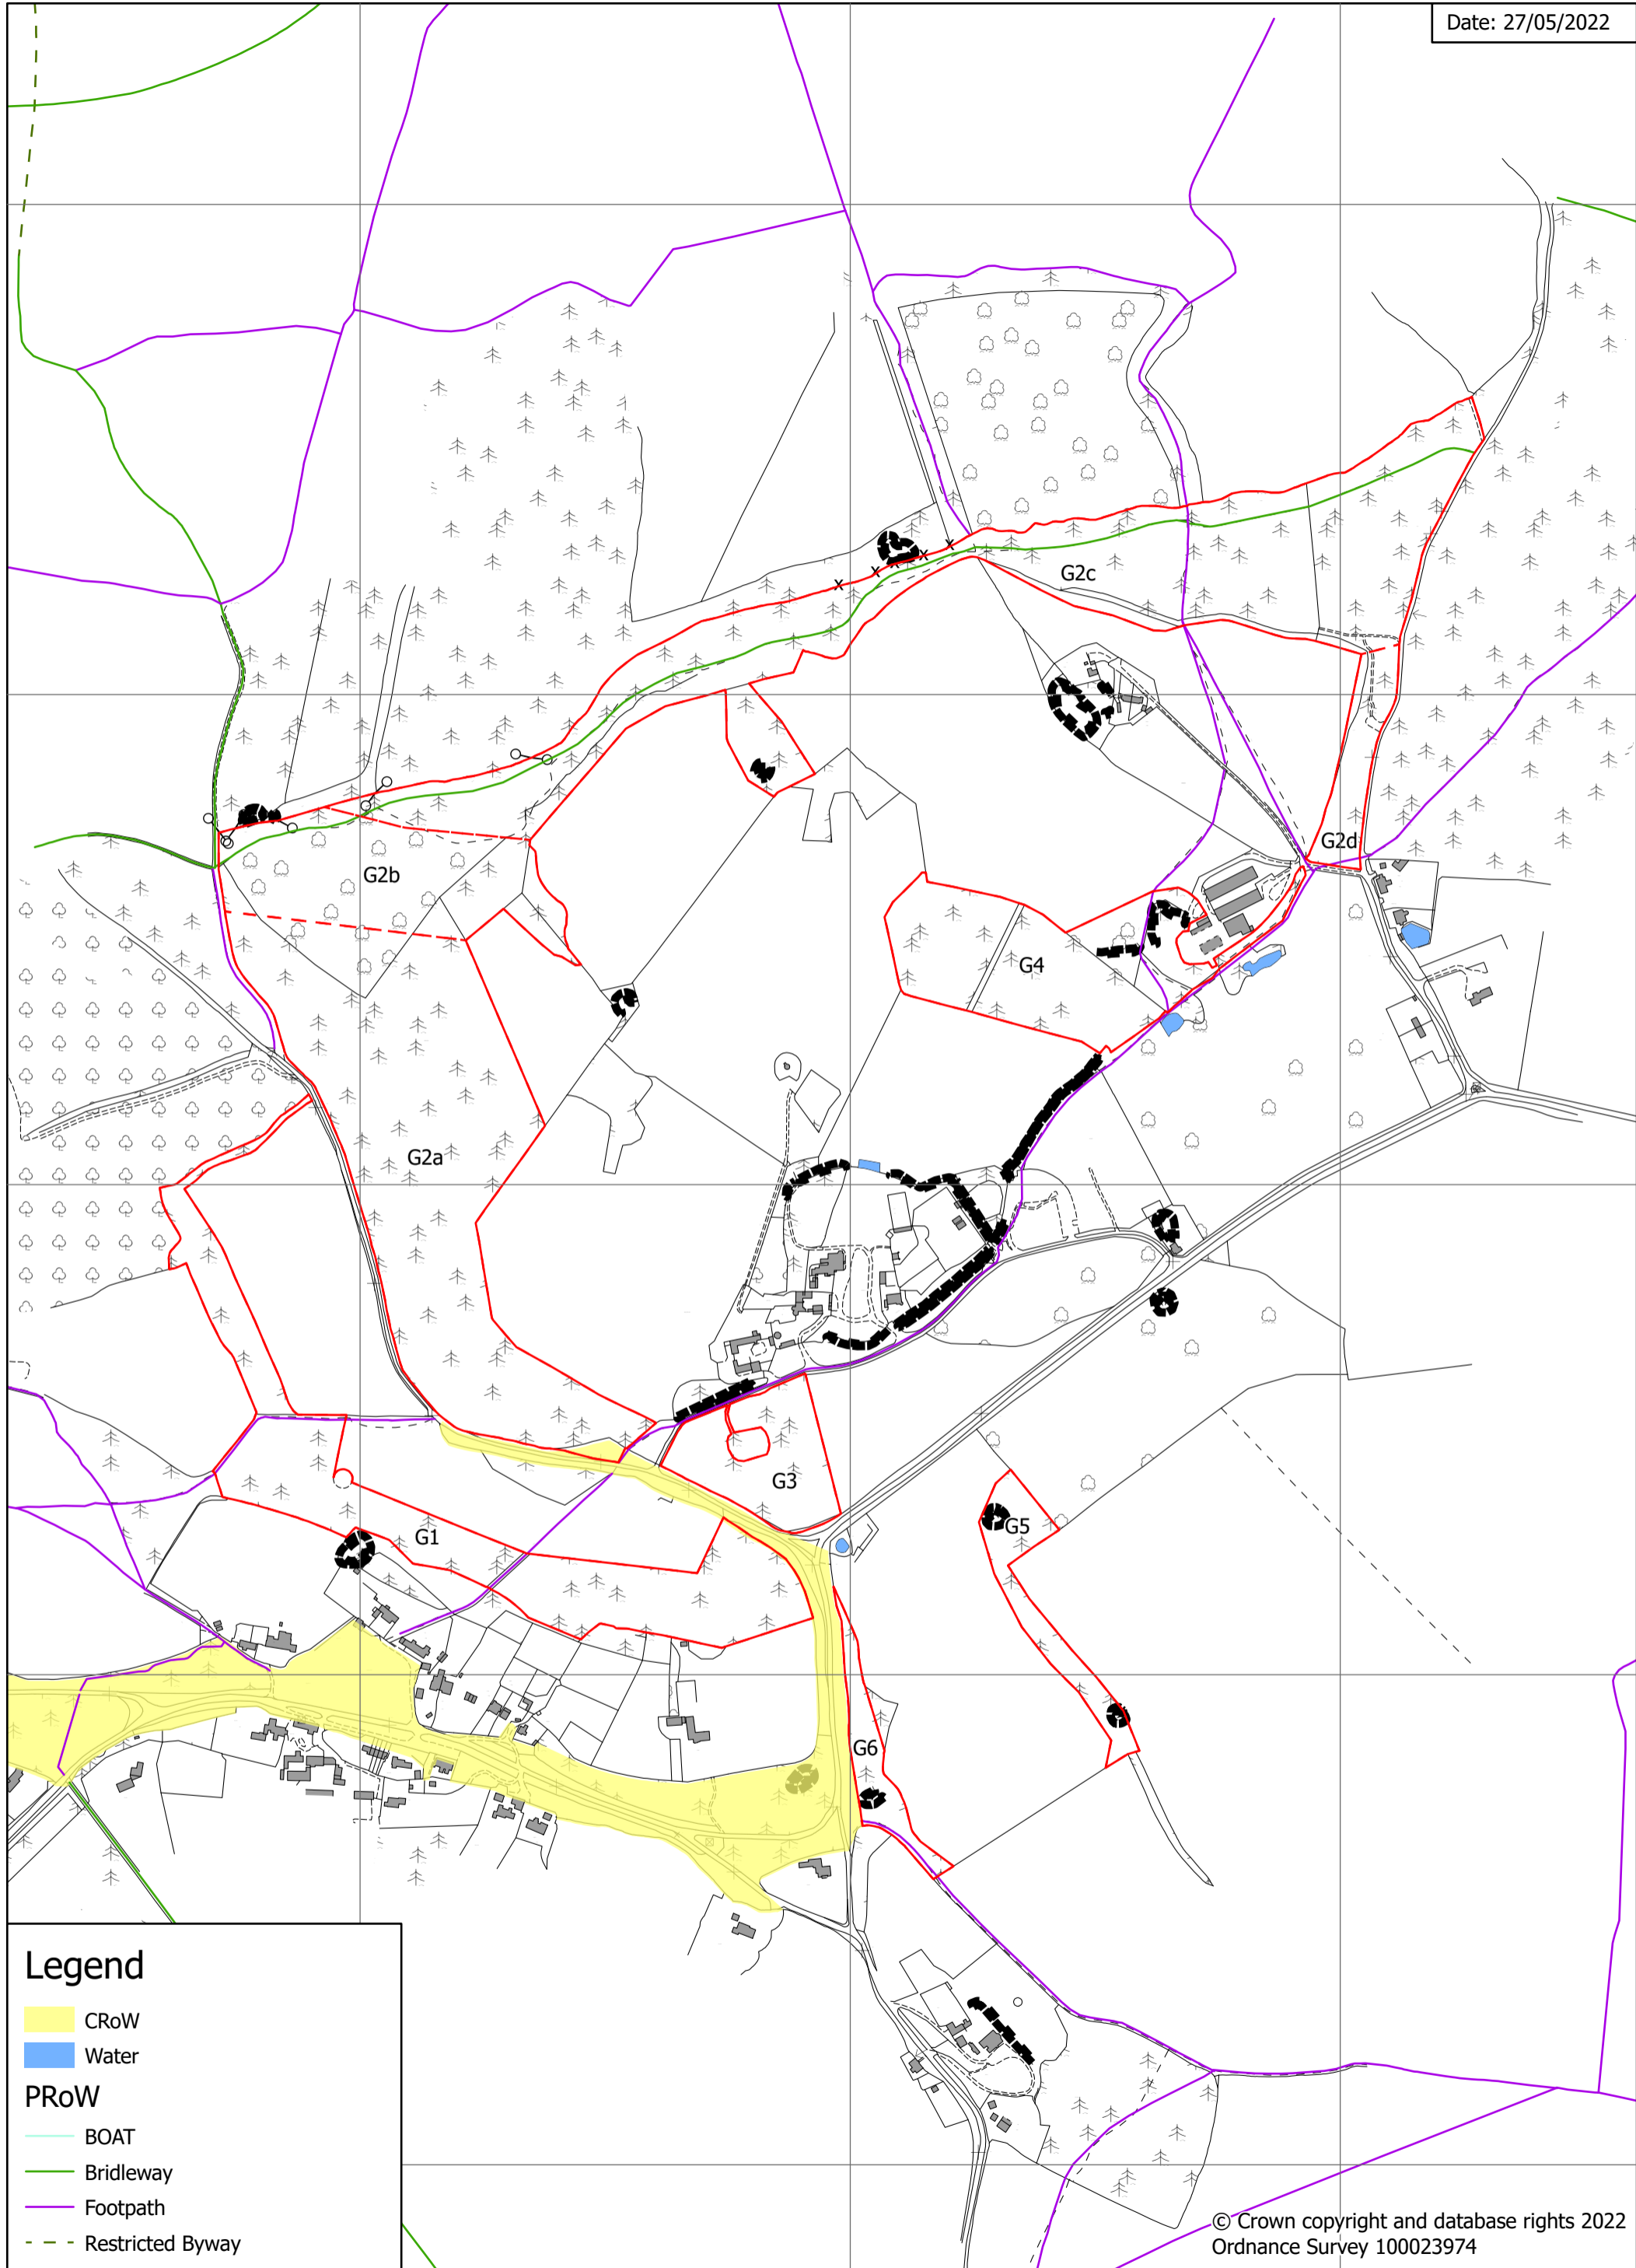 Date: 27/05/2022
G2c
G2d
G2b
G4
G2a
G3
G5
G1
G6
Legend
CRoW
Water
PRoW
BOAT
Bridleway
Footpath
Restricted Byway
© Crown copyright and database rights 2022
Ordnance Survey 100023974